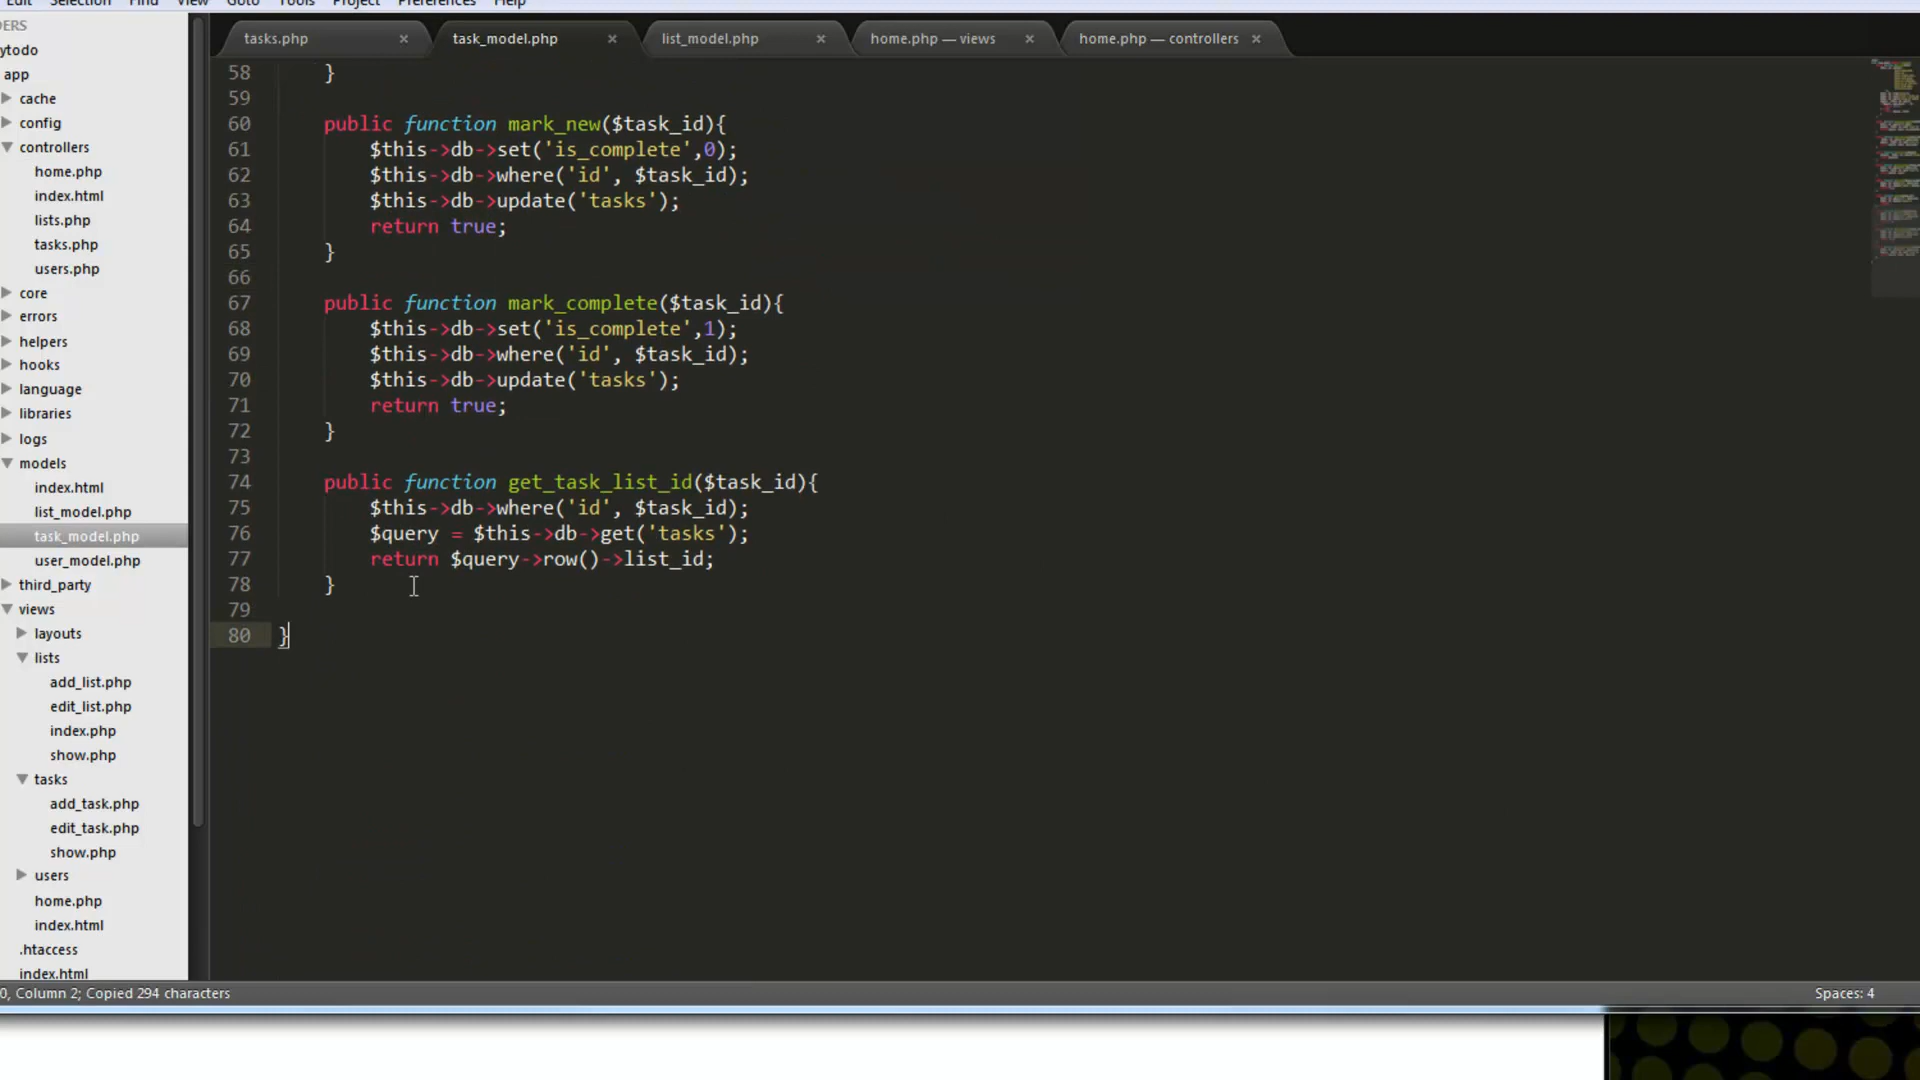 Edit Selection Find View Goto Tools Project Preferences Help
DERS
ytodo
app
cache
config
controllers
home.php
index.html
lists.php
tasks.php
users.php
core
errors
helpers
hooks
language
libraries
logs
models
index.html
list_model.php
task_model.php
user_model.php
third_party
views
layouts
lists
add_list.php
edit_list.php
index.php
show.php
tasks
add_task.php
edit_task.php
show.php
users
home.php
index.html
.htaccess
index.html
tasks.php × task_model.php × list_model.php × home.php — views × home.php — controllers ×
58 }
59
60 public function mark_new($task_id){
61 $this->db->set('is_complete',0);
62 $this->db->where('id', $task_id);
63 $this->db->update('tasks');
64 return true;
65 }
66
67 public function mark_complete($task_id){
68 $this->db->set('is_complete',1);
69 $this->db->where('id', $task_id);
70 $this->db->update('tasks');
71 return true;
72 }
73
74 public function get_task_list_id($task_id){
75 $this->db->where('id', $task_id);
76 $query = $this->db->get('tasks');
77 return $query->row()->list_id;
78 }
79
80 }
0, Column 2; Copied 294 characters
Spaces: 4